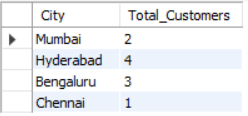 City Total_Customers
Mumbai 2
Hyderabad 4
Bengaluru 3
Chennai 1